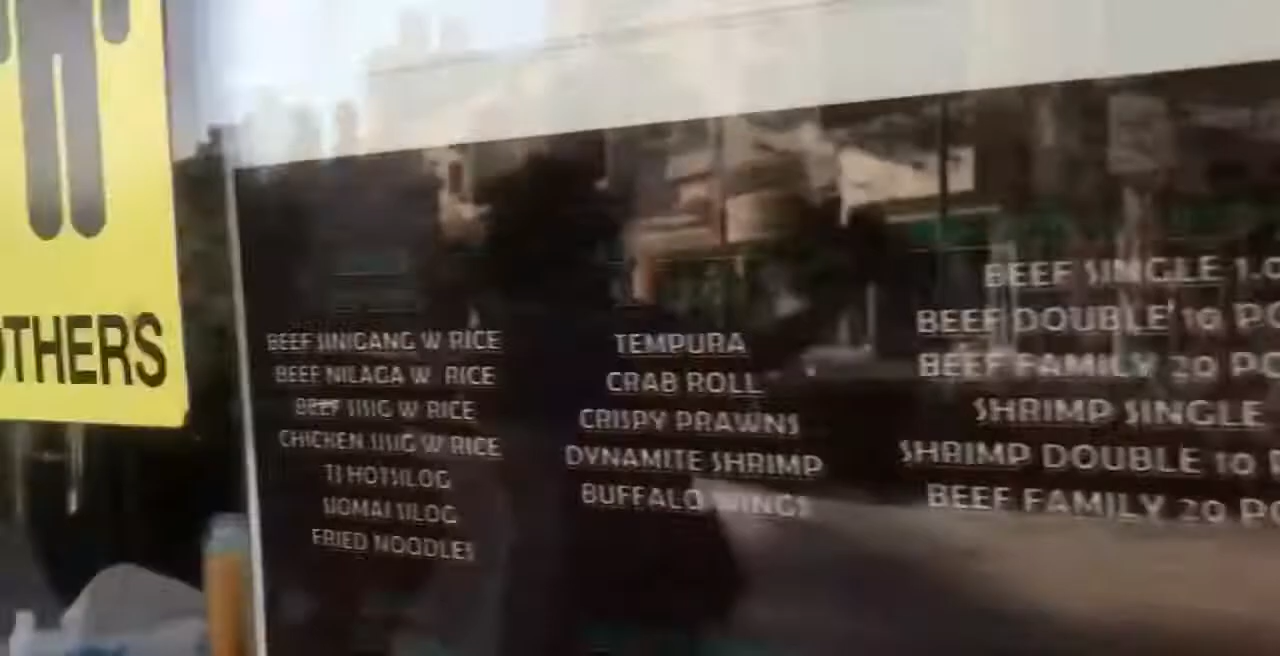 OTHERS
BEEF SINIGANG W RICE
BEEF NILAGA W RICE
BEEF SISIG W RICE
CHICKEN SISIG W RICE
TJ HOTSILOG
SIOMAI SILOG
FRIED NOODLES
TEMPURA
CRAB ROLL
CRISPY PRAWNS
DYNAMITE SHRIMP
BUFFALO WINGS
BEEF SINGLE
BEEF DOUBLE 10
BEEF FAMILY 20
SHRIMP SINGLE
SHRIMP DOUBLE 10
BEEF FAMILY 20